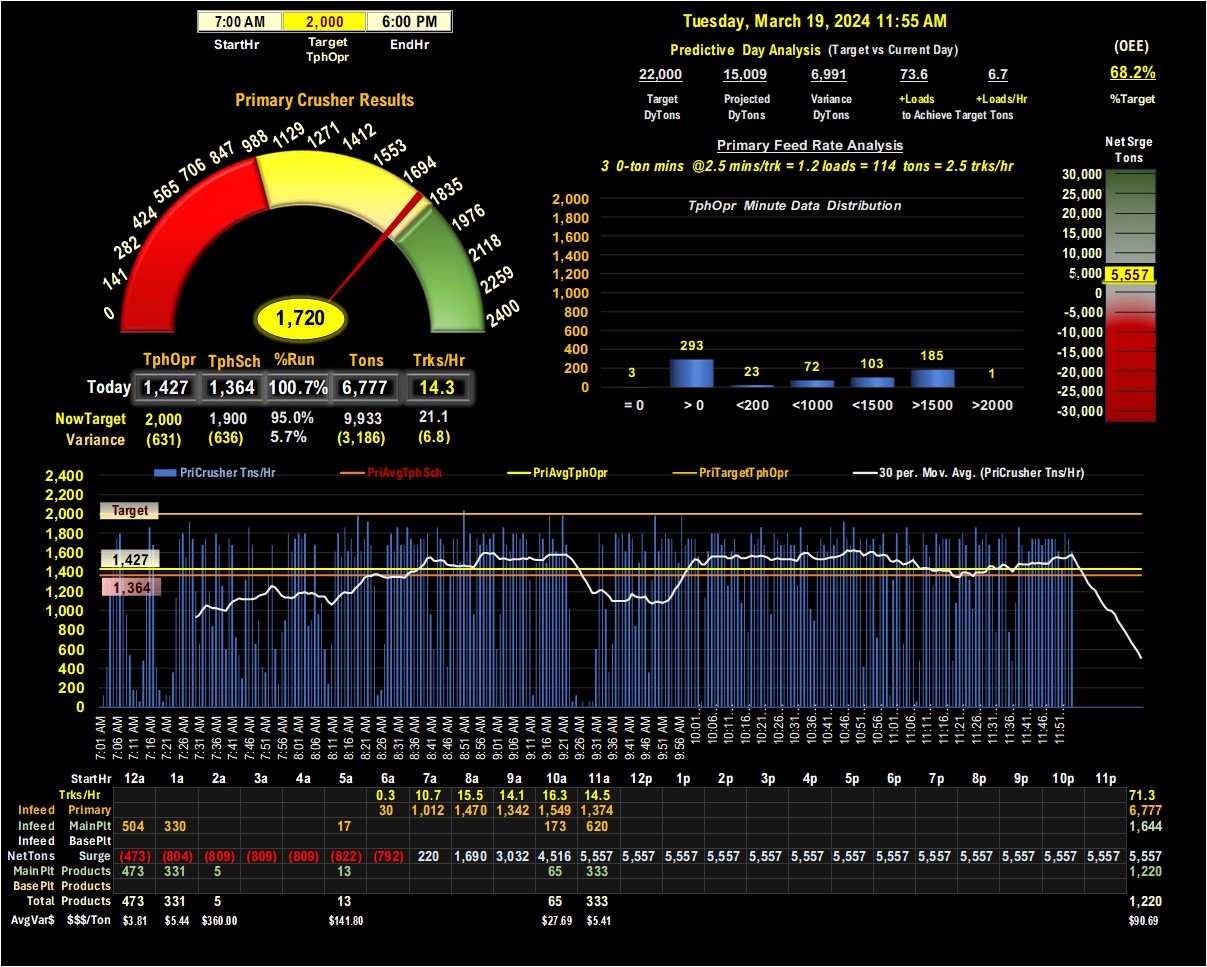 7:00 AM 2,000 6:00 PM
StartHr Target TphOpr EndHr
Tuesday, March 19, 2024 11:55 AM
Predictive Day Analysis (Target vs Current Day)
(OEE)
22,000 15,009 6,991 73.6 6.7
68.2%
Target DyTons Projected DyTons Variance DyTons +Loads +Loads/Hr to Achieve Target Tons
%Target
Primary Crusher Results
0 141 282 424 565 706 847 988 1129 1271 1412 1553 1694 1835 1976 2118 2259 2400
1,720
TphOpr TphSch %Run Tons Trks/Hr
Today 1,427 1,364 100.7% 6,777 14.3
NowTarget 2,000 1,900 95.0% 9,933 21.1
Variance (631) (636) 5.7% (3,186) (6.8)
Primary Feed Rate Analysis
3 0-ton mins @2.5 mins/trk = 1.2 loads = 114 tons = 2.5 trks/hr
TphOpr Minute Data Distribution
2,000
1,800
1,600
1,400
1,200
1,000
800
600
400
200
0
3 293 23 72 103 185 1
= 0 > 0 <200 <1000 <1500 >1500 >2000
Net Srge
Tons
30,000
25,000
20,000
15,000
10,000
5,000
5,557
0
-5,000
-10,000
-15,000
-20,000
-25,000
-30,000
PriCrusher Tns/Hr PriAvgTphSch PriAvgTphOpr PriTargetTphOpr 30 per. Mov. Avg. (PriCrusher Tns/Hr)
2,400
2,200
2,000
1,800
1,600
1,400
1,200
1,000
800
600
400
200
0
Target
1,427
1,364
7:01 AM 7:06 AM 7:11 AM 7:16 AM 7:21 AM 7:26 AM 7:31 AM 7:36 AM 7:41 AM 7:46 AM 7:51 AM 7:56 AM 8:01 AM 8:06 AM 8:11 AM 8:16 AM 8:21 AM 8:26 AM 8:31 AM 8:36 AM 8:41 AM 8:46 AM 8:51 AM 8:56 AM 9:01 AM 9:06 AM 9:11 AM 9:16 AM 9:21 AM 9:26 AM 9:31 AM 9:36 AM 9:41 AM 9:46 AM 9:51 AM 9:56 AM 10:01... 10:06... 10:11... 10:16... 10:21... 10:26... 10:31... 10:36... 10:41... 10:46... 10:51... 10:56... 11:01... 11:06... 11:11... 11:16... 11:21... 11:26... 11:31... 11:36... 11:41... 11:46... 11:51...
StartHr 12a 1a 2a 3a 4a 5a 6a 7a 8a 9a 10a 11a 12p 1p 2p 3p 4p 5p 6p 7p 8p 9p 10p 11p
Trks/Hr 0.3 10.7 15.5 14.1 16.3 14.5 71.3
Infeed Primary 30 1,012 1,470 1,342 1,549 1,374 6,777
Infeed MainPlt 504 330 17 173 620 1,644
Infeed BasePlt
NetTons Surge (473) (804) (809) (809) (809) (822) (792) 220 1,690 3,032 4,516 5,557 5,557 5,557 5,557 5,557 5,557 5,557 5,557 5,557 5,557 5,557 5,557 5,557 5,557
MainPlt Products 473 331 5 13 65 333 1,220
BasePlt Products
Total Products 473 331 5 13 65 333 1,220
AvgVar$ $$$/Ton $3.81 $5.44 $360.00 $141.80 $27.69 $5.41 $90.69